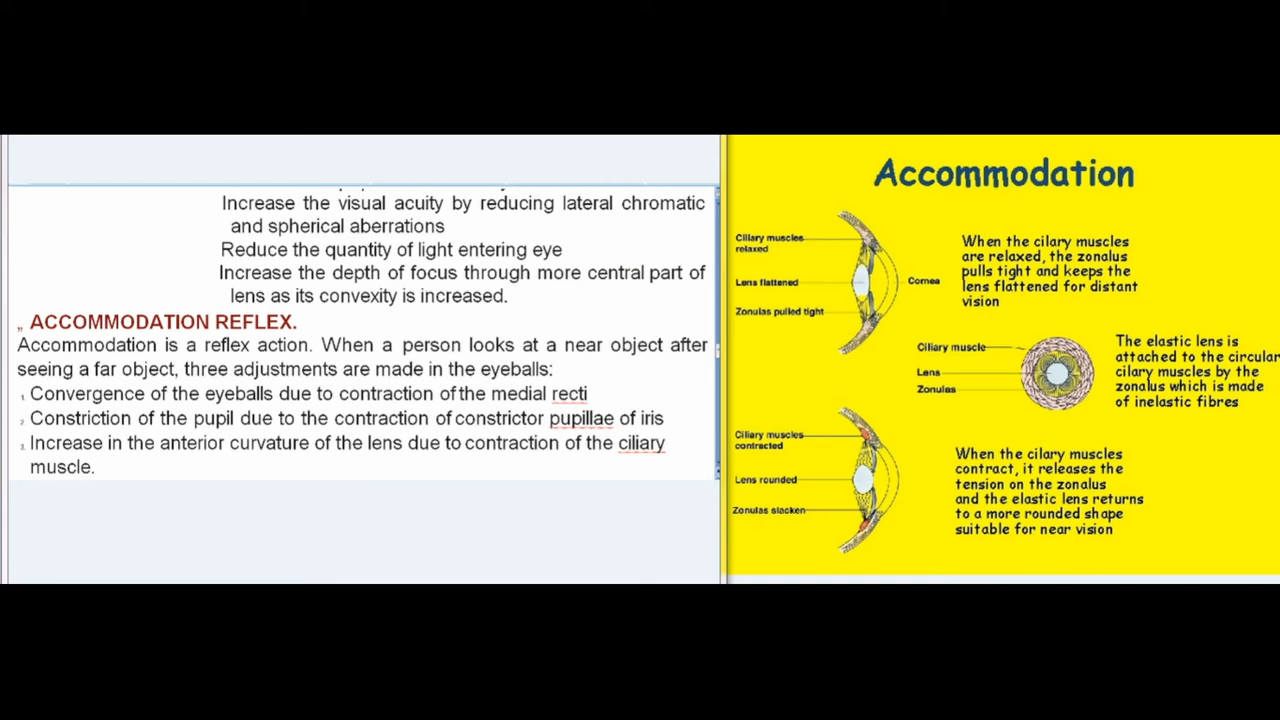 Increase the visual acuity by reducing lateral chromatic
and spherical aberrations
Reduce the quantity of light entering eye
Increase the depth of focus through more central part of
lens as its convexity is increased.
„ ACCOMMODATION REFLEX.
Accommodation is a reflex action. When a person looks at a near object after
seeing a far object, three adjustments are made in the eyeballs:
1. Convergence of the eyeballs due to contraction of the medial recti
2. Constriction of the pupil due to the contraction of constrictor pupillae of iris
3. Increase in the anterior curvature of the lens due to contraction of the ciliary
muscle.
Accommodation
Ciliary muscles
relaxed
Lens flattened
Zonulas pulled tight
Cornea
When the cilary muscles
are relaxed, the zonalus
pulls tight and keeps the
lens flattened for distant
vision
Ciliary muscle
Lens
Zonulas
The elastic lens is
attached to the circular
cilary muscles by the
zonalus which is made
of inelastic fibres
Ciliary muscles
contracted
Lens rounded
Zonulas slacken
When the cilary muscles
contract, it releases the
tension on the zonalus
and the elastic lens returns
to a more rounded shape
suitable for near vision